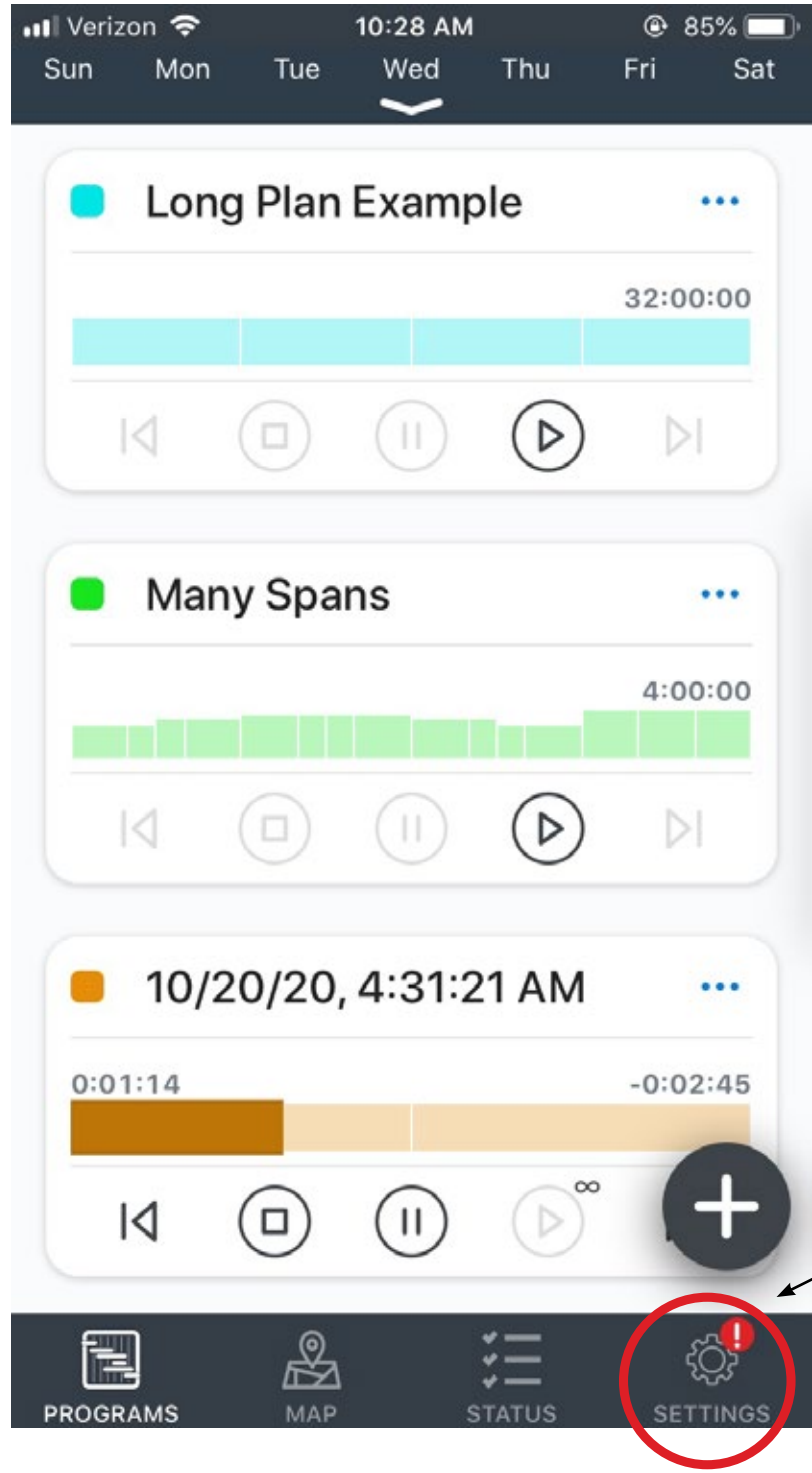 Verizon 10:28 AM 85%
Sun Mon Tue Wed Thu Fri Sat
Long Plan Example
32:00:00
Many Spans
4:00:00
10/20/20, 4:31:21 AM
0:01:14 -0:02:45
∞
PROGRAMS MAP STATUS SETTINGS